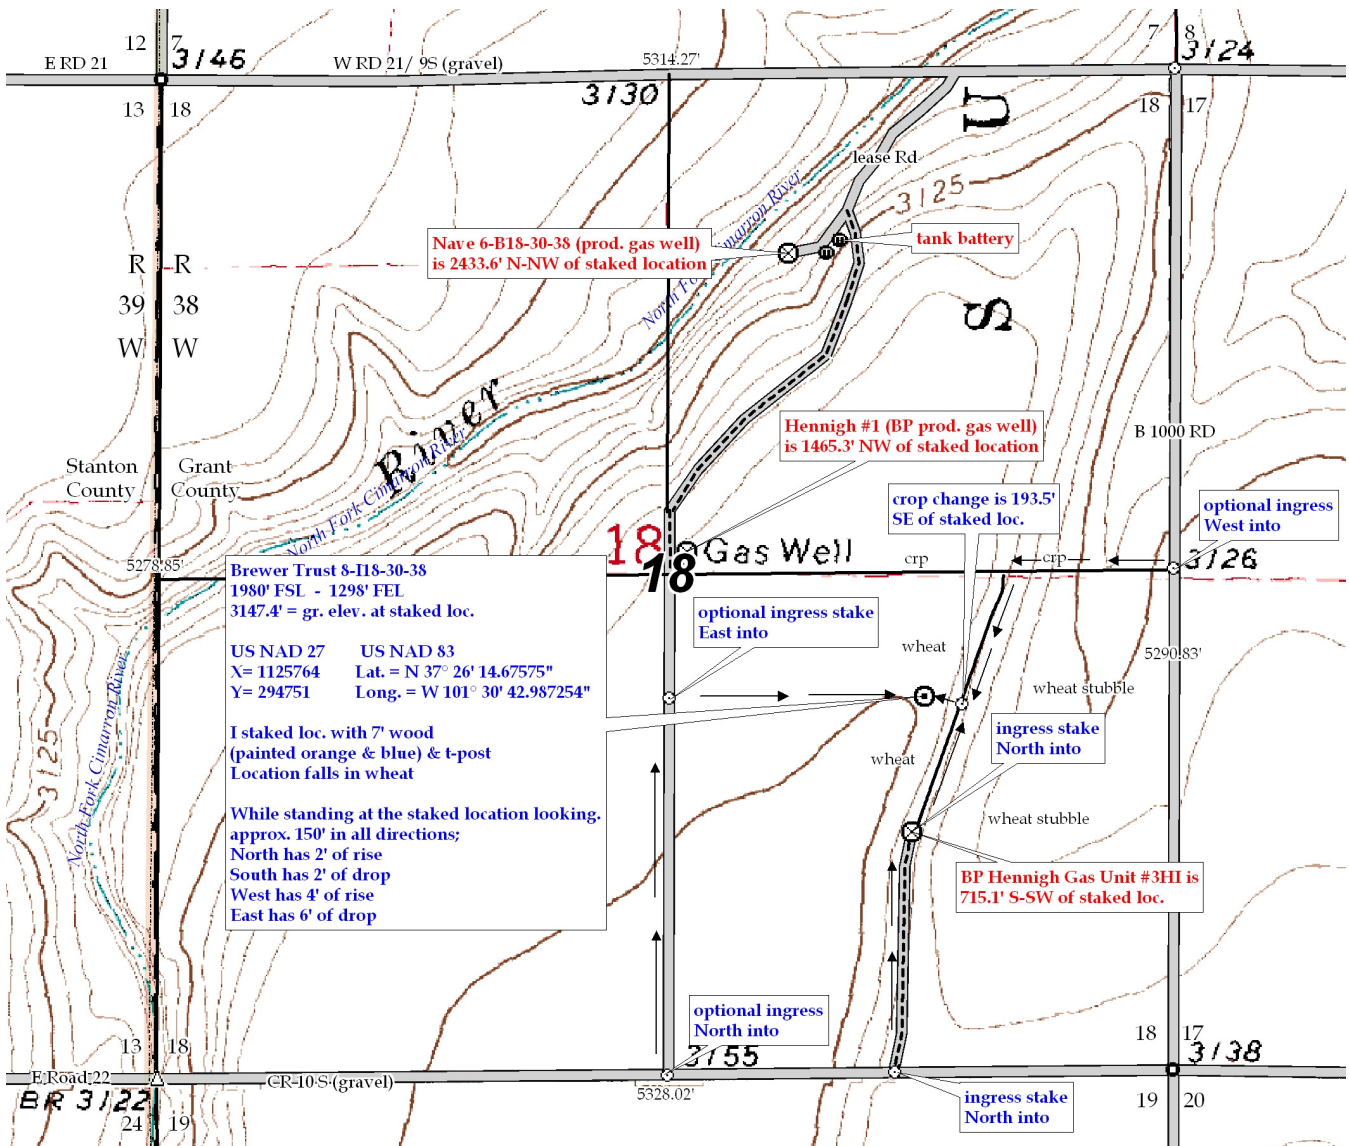 12
7
3146
E RD 21
W RD 21/ 9S (gravel)
5314.27'
7
8
3124
13
18
3130
18
17
U
lease Rd
3125
North Fork Cimarron River
Nave 6-B18-30-38 (prod. gas well)
is 2433.6' N-NW of staked location
tank battery
R
R
39
38
W
W
S
River
North Fork Cimarron River
Hennigh #1 (BP prod. gas well)
is 1465.3' NW of staked location
B 1000 RD
Stanton
County
Grant
County
crop change is 193.5'
SE of staked loc.
optional ingress
West into
North Fork Cimarron River
18
Gas Well
crp
crp
3126
5278.85'
18
Brewer Trust 8-I18-30-38
1980' FSL - 1298' FEL
3147.4' = gr. elev. at staked loc.
US NAD 27 US NAD 83
X= 1125764 Lat. = N 37° 26' 14.67575"
Y= 294751 Long. = W 101° 30' 42.987254"
I staked loc. with 7' wood
(painted orange & blue) & t-post
Location falls in wheat
While standing at the staked location looking.
approx. 150' in all directions;
North has 2' of rise
South has 2' of drop
West has 4' of rise
East has 6' of drop
optional ingress stake
East into
wheat
5290.83'
wheat stubble
North Fork Cimarron River
3125
ingress stake
North into
wheat
wheat stubble
BP Hennigh Gas Unit #3HI is
715.1' S-SW of staked loc.
optional ingress
North into
13
18
3155
18
17
3138
E Road 22
CR 10 S (gravel)
BR 3122
5328.02'
ingress stake
North into
24
19
19
20